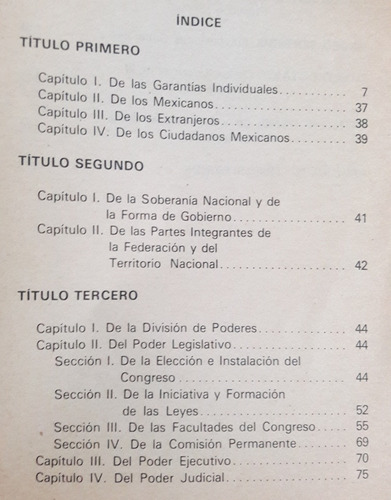 ÍNDICE
TÍTULO PRIMERO
Capítulo I. De las Garantías Individuales........... 7
Capítulo II. De los Mexicanos.................... 37
Capítulo III. De los Extranjeros................... 38
Capítulo IV. De los Ciudadanos Mexicanos......... 39
TÍTULO SEGUNDO
Capítulo I. De la Soberanía Nacional y de
la Forma de Gobierno............... 41
Capítulo II. De las Partes Integrantes de
la Federación y del
Territorio Nacional................. 42
TÍTULO TERCERO
Capítulo I. De la División de Poderes.............. 44
Capítulo II. Del Poder Legislativo................. 44
Sección I. De la Elección e Instalación del
Congreso...................... 44
Sección II. De la Iniciativa y Formación
de las Leyes.................... 52
Sección III. De las Facultades del Congreso...... 55
Sección IV. De la Comisión Permanente......... 69
Capítulo III. Del Poder Ejecutivo................. 70
Capítulo IV. Del Poder Judicial................... 75